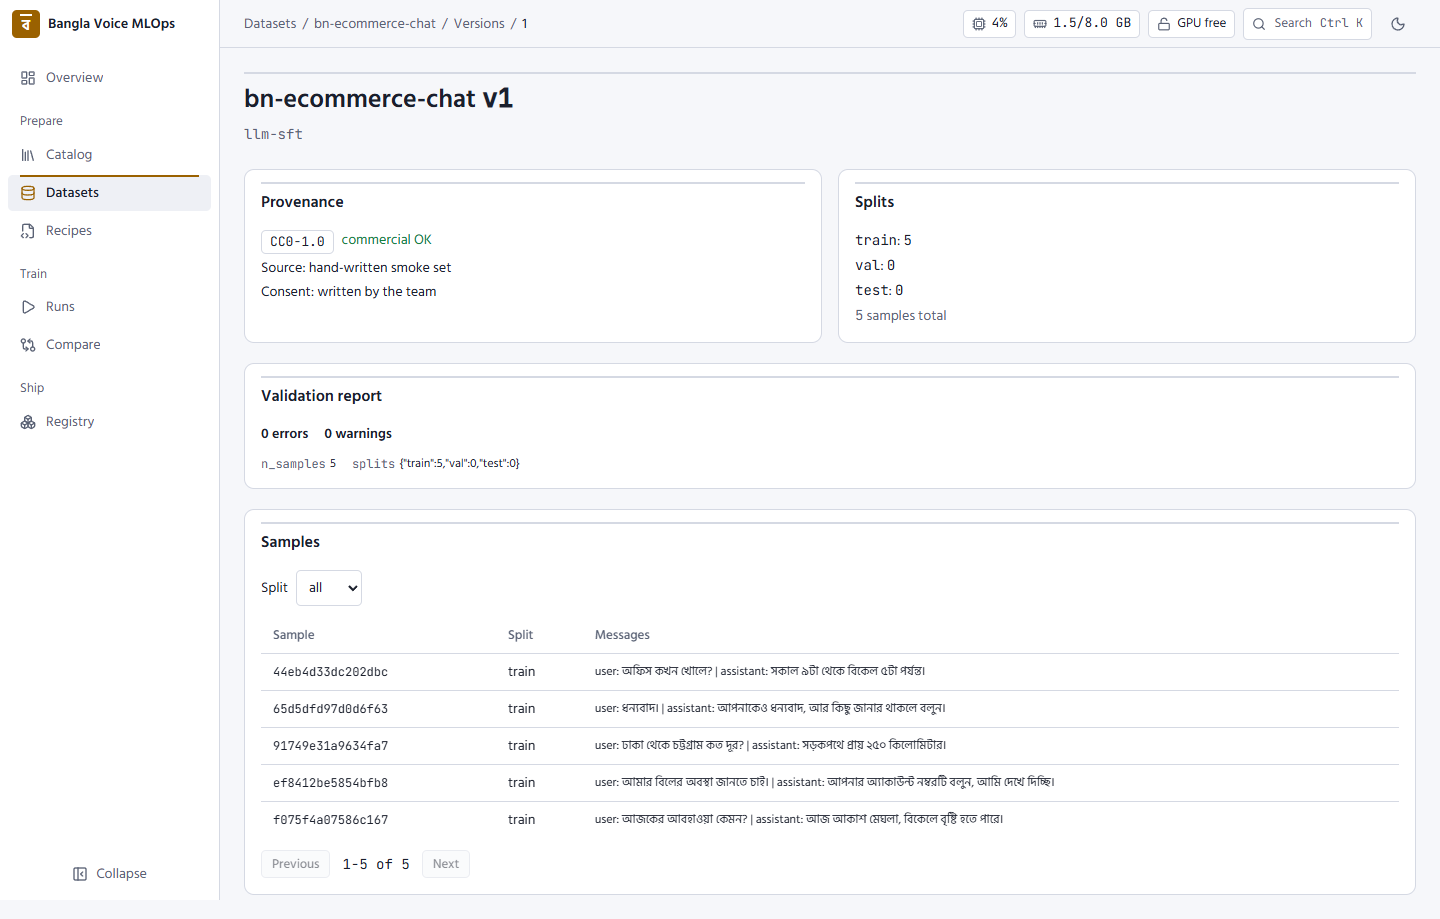 ব Bangla Voice MLOps
Datasets / bn-ecommerce-chat / Versions / 1
4%
1.5/8.0 GB
GPU free
Search Ctrl K
Overview
Prepare
Catalog
Datasets
Recipes
Train
Runs
Compare
Ship
Registry
Collapse
bn-ecommerce-chat v1
llm-sft
Provenance
CC0-1.0 commercial OK
Source: hand-written smoke set
Consent: written by the team
Splits
train: 5
val: 0
test: 0
5 samples total
Validation report
0 errors 0 warnings
n_samples 5 splits {"train":5,"val":0,"test":0}
Samples
Split all
Sample Split Messages
44eb4d33dc202dbc train user: অফিস কখন খোলে? | assistant: সকাল ৯টা থেকে বিকেল ৫টা পর্যন্ত।
65d5dfd97d0d6f63 train user: ধন্যবাদ। | assistant: আপনাকেও ধন্যবাদ, আর কিছু জানার থাকলে বলুন।
91749e31a9634fa7 train user: ঢাকা থেকে চট্টগ্রাম কত দূর? | assistant: সড়কপথে প্রায় ২৫০ কিলোমিটার।
ef8412be5854bfb8 train user: আমার বিলের অবস্থা জানতে চাই। | assistant: আপনার অ্যাকাউন্ট নম্বরটি বলুন, আমি দেখে দিচ্ছি।
f075f4a07586c167 train user: আজকের আবহাওয়া কেমন? | assistant: আজ আকাশ মেঘলা, বিকেলে বৃষ্টি হতে পারে।
Previous 1-5 of 5 Next